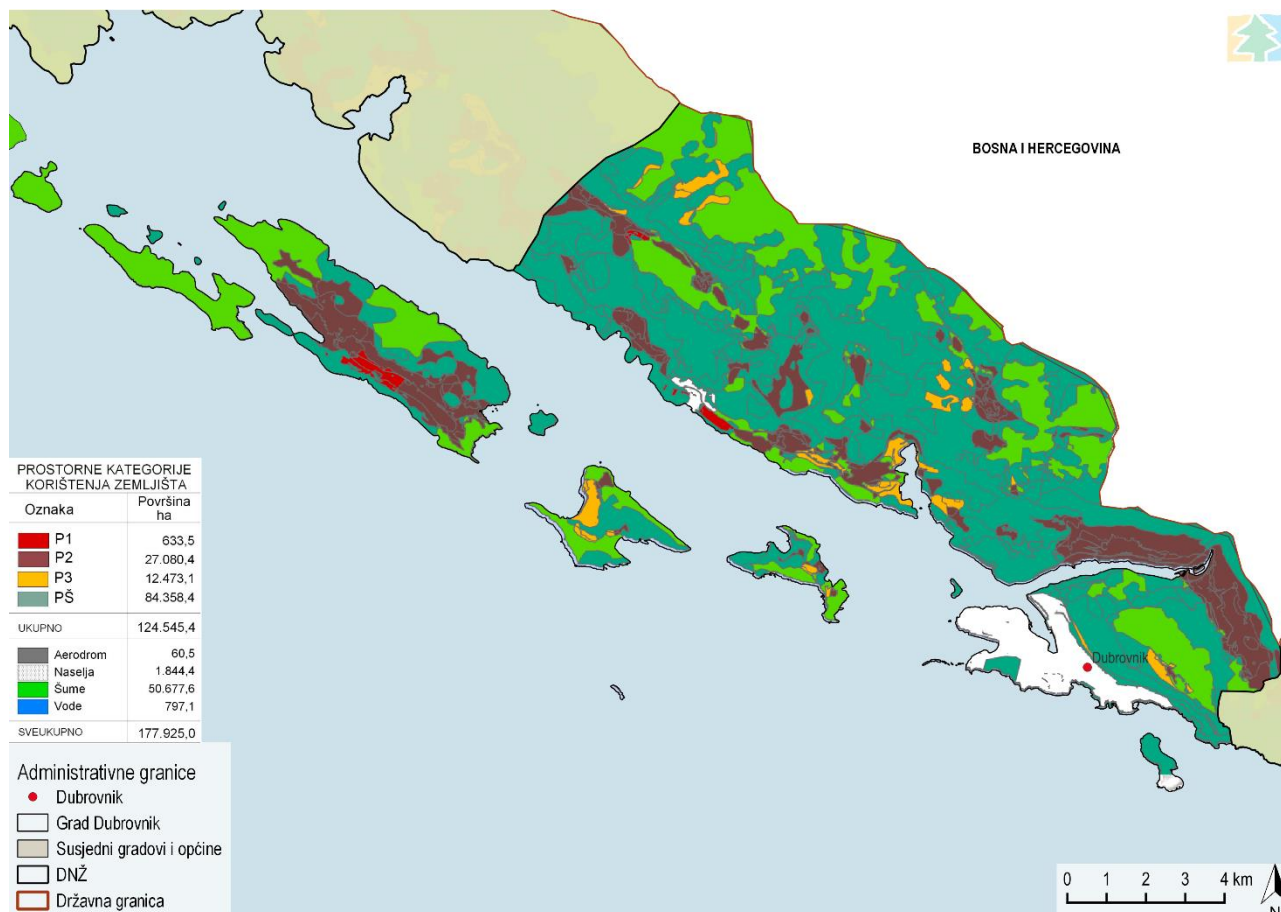 BOSNA I HERCEGOVINA
PROSTORNE KATEGORIJE
KORIŠTENJA ZEMLJIŠTA
Oznaka Površina
ha
P1 633,5
P2 27.080,4
P3 12.473,1
PŠ 84.358,4
UKUPNO 124.545,4
Aerodrom 60,5
Naselja 1.844,4
Šume 50.677,6
Vode 797,1
SVEUKUPNO 177.925,0
Dubrovnik
Administrativne granice
Dubrovnik
Grad Dubrovnik
Susjedni gradovi i općine
DNŽ
Državna granica
0 1 2 3 4 km
N